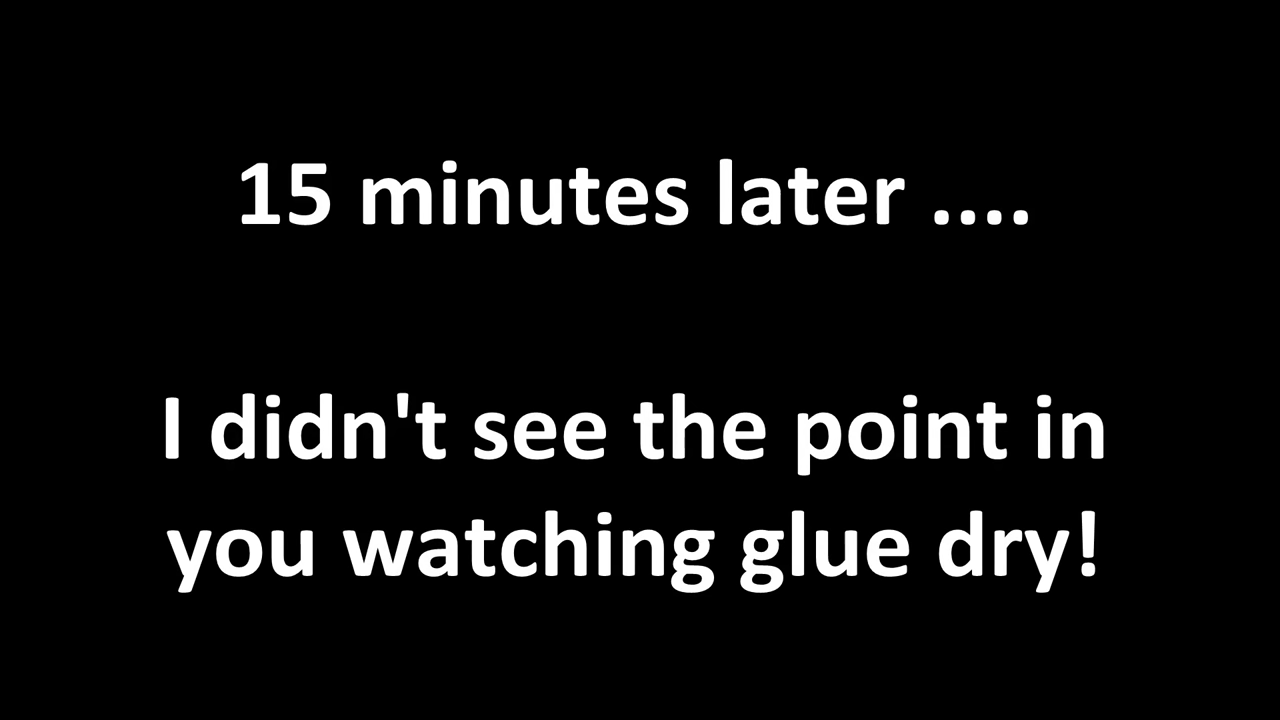 15 minutes later ....
I didn't see the point in
you watching glue dry!